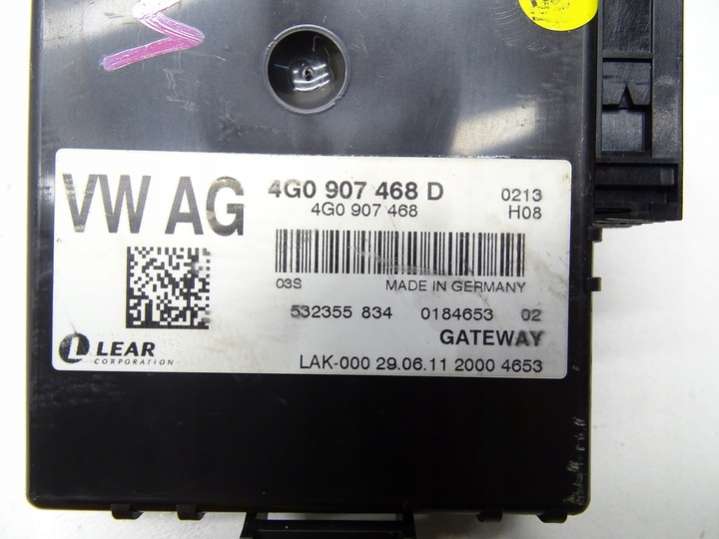 VW AG
4G0 907 468 D
0213
4G0 907 468
H08
03S
MADE IN GERMANY
532355 834 0184653 02
GATEWAY
LEAR
CORPORATION
LAK-000 29.06.11 2000 4653